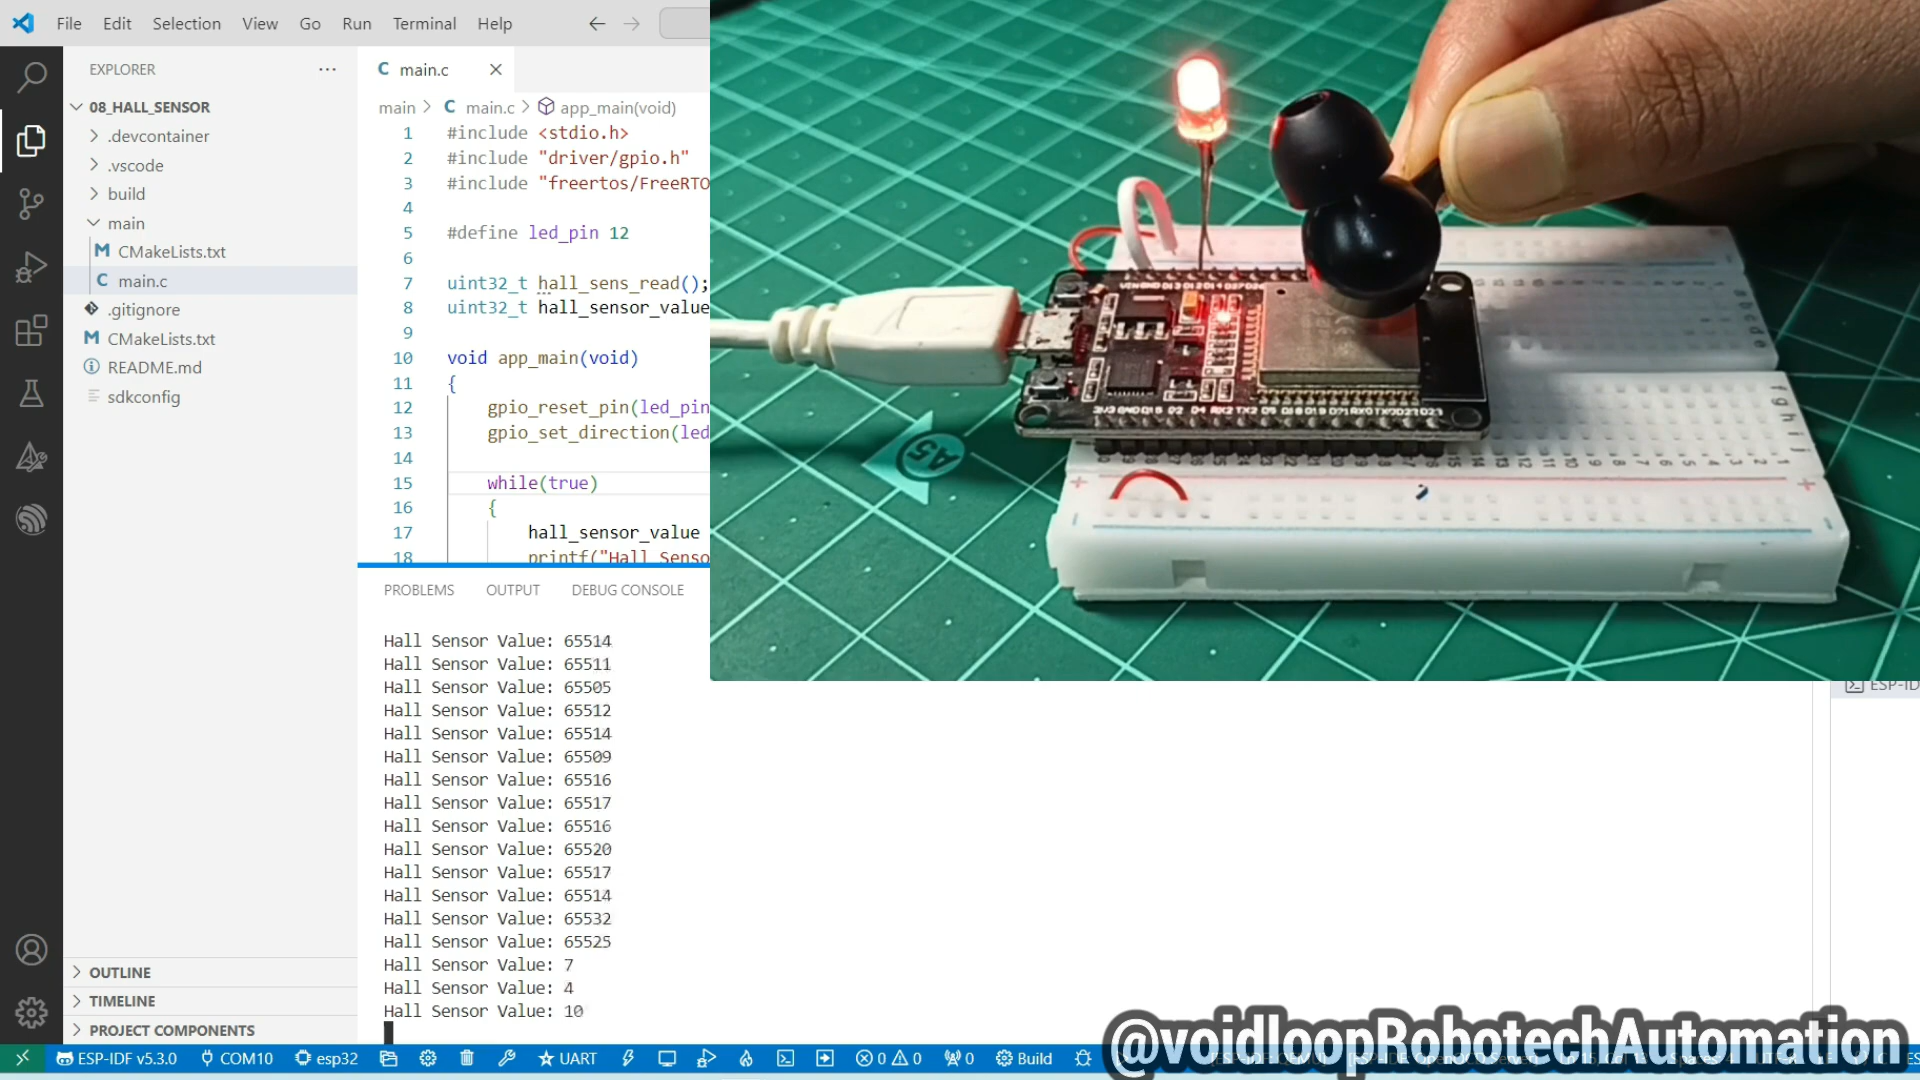 File Edit Selection View Go Run Terminal Help
EXPLORER
08_HALL_SENSOR
.devcontainer
.vscode
build
main
CMakeLists.txt
main.c
.gitignore
CMakeLists.txt
README.md
sdkconfig
OUTLINE
TIMELINE
PROJECT COMPONENTS
main.c
main > main.c > app_main(void)
1 #include <stdio.h>
2 #include "driver/gpio.h"
3 #include "freertos/FreeRTO
4
5 #define led_pin 12
6
7 uint32_t hall_sens_read();
8 uint32_t hall_sensor_value
9
10 void app_main(void)
11 {
12 gpio_reset_pin(led_pin
13 gpio_set_direction(led
14
15 while(true)
16 {
17 hall_sensor_value
18 printf("Hall Senso
PROBLEMS OUTPUT DEBUG CONSOLE
Hall Sensor Value: 65514
Hall Sensor Value: 65511
Hall Sensor Value: 65505
Hall Sensor Value: 65512
Hall Sensor Value: 65514
Hall Sensor Value: 65509
Hall Sensor Value: 65516
Hall Sensor Value: 65517
Hall Sensor Value: 65516
Hall Sensor Value: 65520
Hall Sensor Value: 65517
Hall Sensor Value: 65514
Hall Sensor Value: 65532
Hall Sensor Value: 65525
Hall Sensor Value: 7
Hall Sensor Value: 4
Hall Sensor Value: 10
A5
ESP-ID
@voidloopRobotechAutomation
ESP-IDF v5.3.0 COM10 esp32 UART 0 0 0 Build